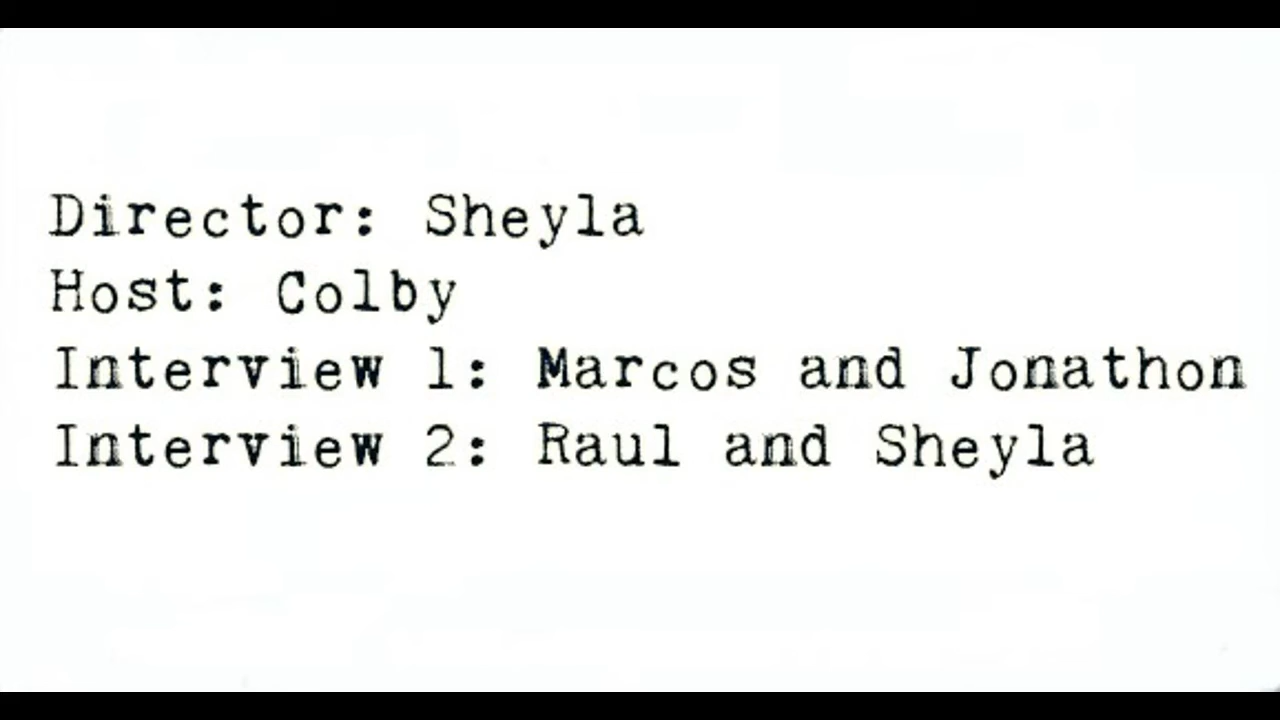 Director: Sheyla
Host: Colby
Interview 1: Marcos and Jonathon
Interview 2: Raul and Sheyla